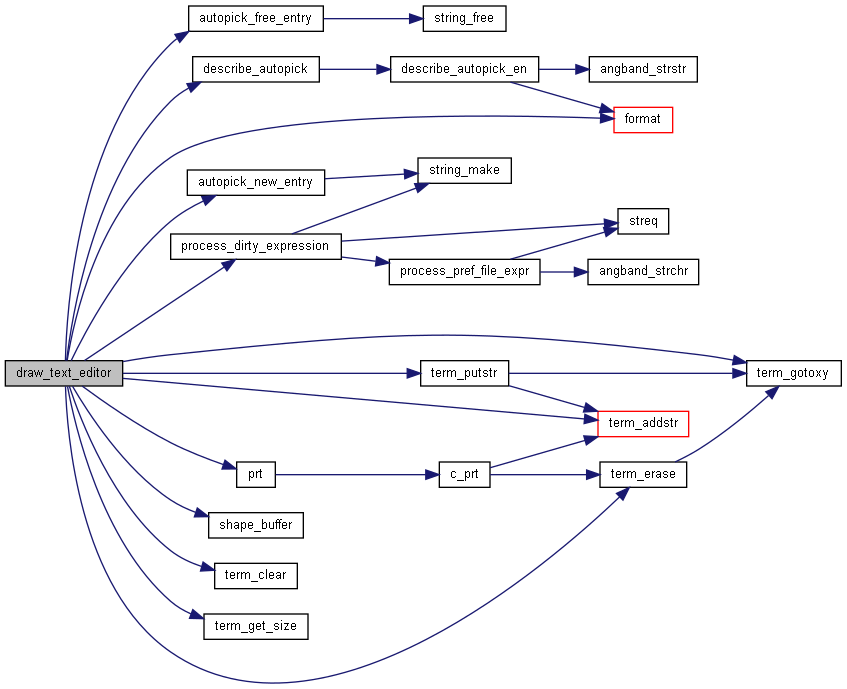 autopick_free_entry
string_free
describe_autopick
describe_autopick_en
angband_strstr
format
autopick_new_entry
string_make
process_dirty_expression
streq
process_pref_file_expr
angband_strchr
draw_text_editor
term_putstr
term_gotoxy
term_addstr
prt
c_prt
term_erase
shape_buffer
term_clear
term_get_size